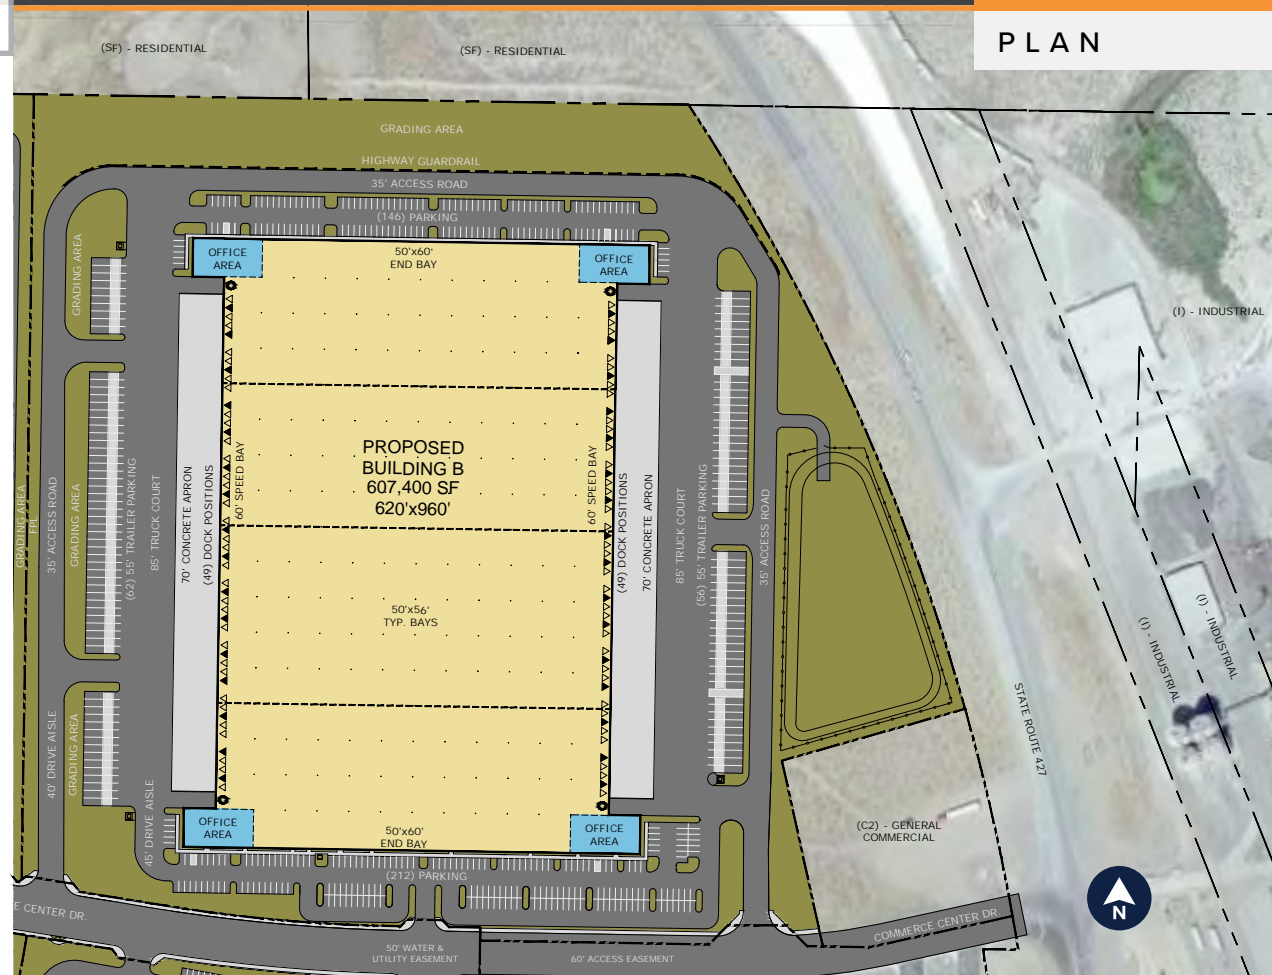 PLAN
(SF) - RESIDENTIAL
(SF) - RESIDENTIAL
GRADING AREA
HIGHWAY GUARDRAIL
35' ACCESS ROAD
(146) PARKING
OFFICE
AREA
50'x60'
END BAY
OFFICE
AREA
GRADING AREA
(I) - INDUSTRIAL
PROPOSED
BUILDING B
607,400 SF
620'x960'
GRADING AREA
FPL
35' ACCESS ROAD
GRADING AREA
(62) 55' TRAILER PARKING
85' TRUCK COURT
70' CONCRETE APRON
(49) DOCK POSITIONS
60' SPEED BAY
60' SPEED BAY
(49) DOCK POSITIONS
70' CONCRETE APRON
85' TRUCK COURT
(56) 55' TRAILER PARKING
35' ACCESS ROAD
50'x56'
TYP. BAYS
(I) - INDUSTRIAL
(I) - INDUSTRIAL
STATE ROUTE 427
40' DRIVE AISLE
GRADING AREA
45' DRIVE AISLE
OFFICE
AREA
50'x60'
END BAY
OFFICE
AREA
(C2) - GENERAL
COMMERCIAL
(212) PARKING
N
E CENTER DR.
COMMERCE CENTER DR.
50' WATER &
UTILITY EASEMENT
60' ACCESS EASEMENT